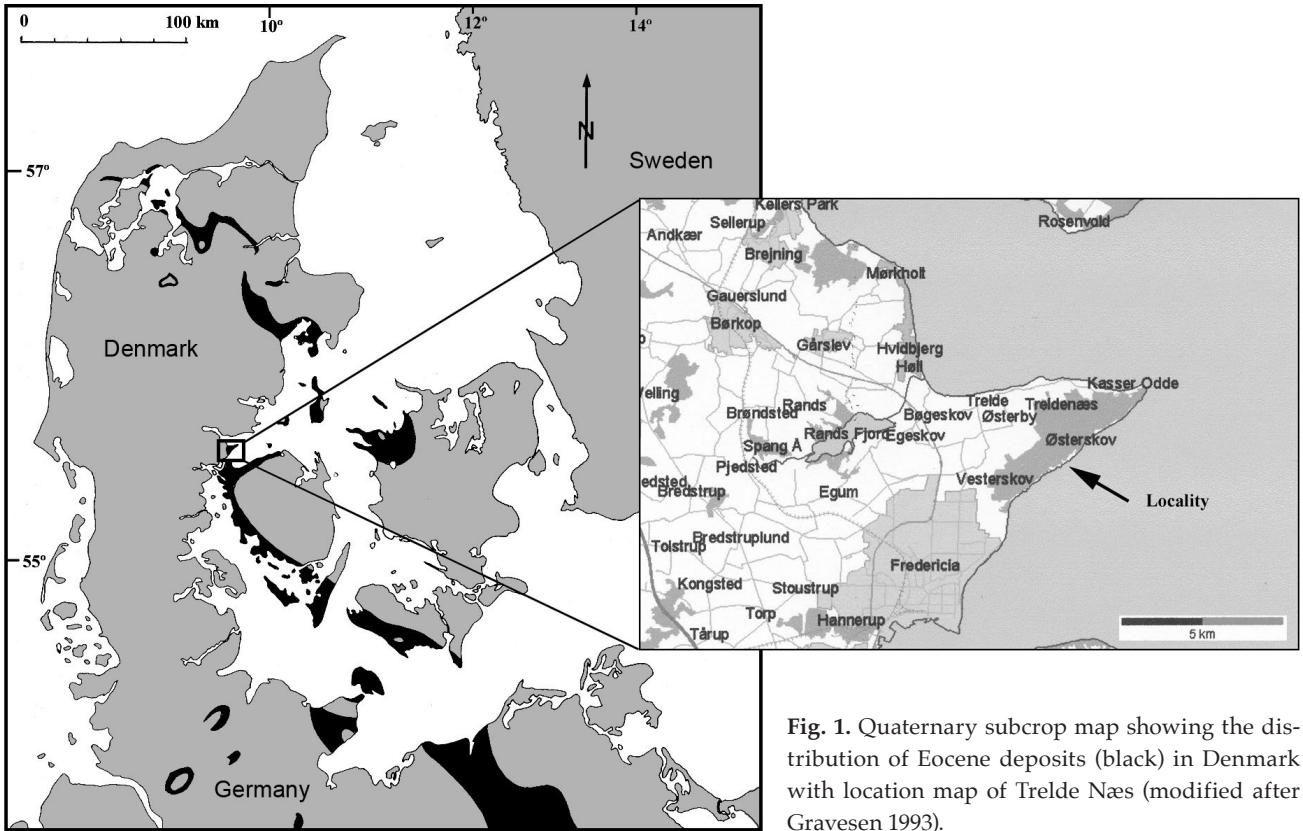 0 100 km 10° 12° 14°
57°
N
Sweden
Denmark
55°
Germany
Kellers Park
Sellerup
Rosenvold
Andkær
Brejning
Mørkholt
Gauerslund
Børkop
Gårslev
Hvidbjerg
Høll
Kasser Odde
Velling
Rands
Trelde
Treldenæs
Brøndsted
Bøgeskov
Østerby
Rands Fjord
Egeskov
Østerskov
Spang Å
Pjedsted
Vesterskov
edsted
Bredstrup
Egum
Locality
Bredstruplund
Tolstrup
Fredericia
Kongsted
Stoustrup
Torp
Hannerup
Tårup
5 km
Fig. 1. Quaternary subcrop map showing the dis-
tribution of Eocene deposits (black) in Denmark
with location map of Trelde Næs (modified after
Gravesen 1993).